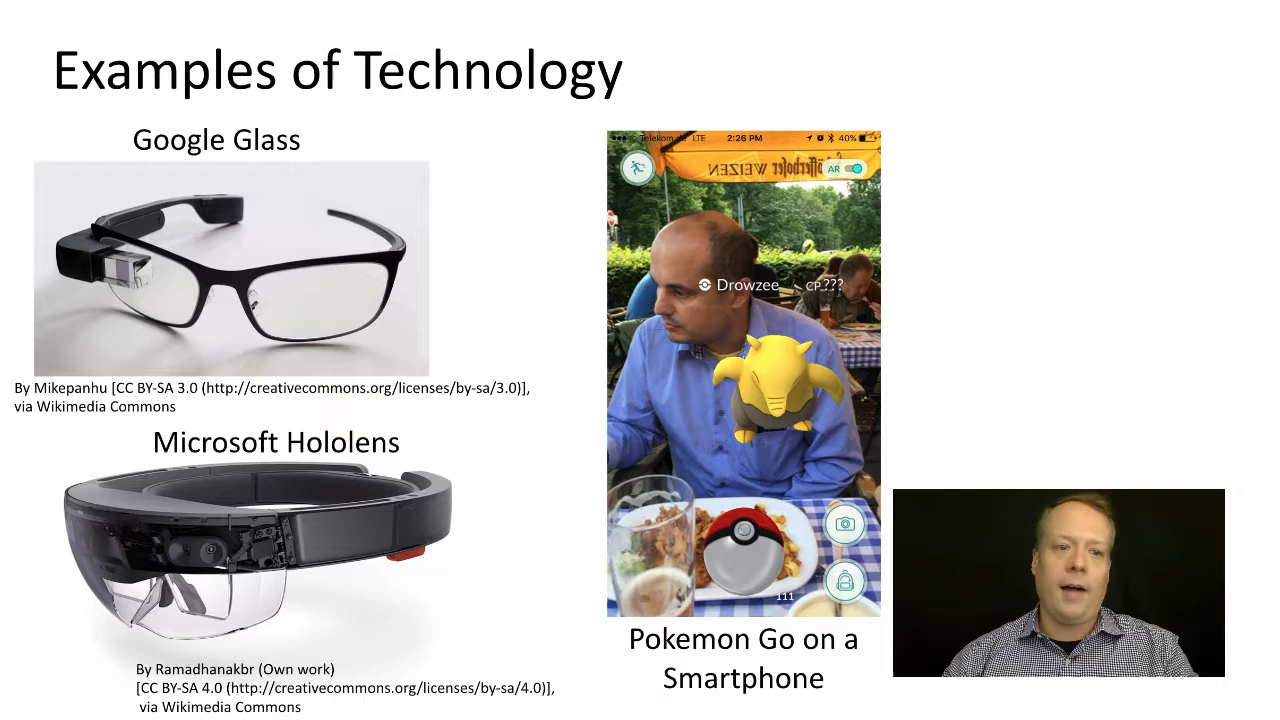 Examples of Technology
Google Glass
By Mikepanhu [CC BY-SA 3.0 (http://creativecommons.org/licenses/by-sa/3.0)],
via Wikimedia Commons
Microsoft Hololens
By Ramadhanakbr (Own work)
[CC BY-SA 4.0 (http://creativecommons.org/licenses/by-sa/4.0)],
via Wikimedia Commons
LTE 2:26 PM 40%
WEIZEN
AR
Drowzee CP ???
111
Pokemon Go on a
Smartphone